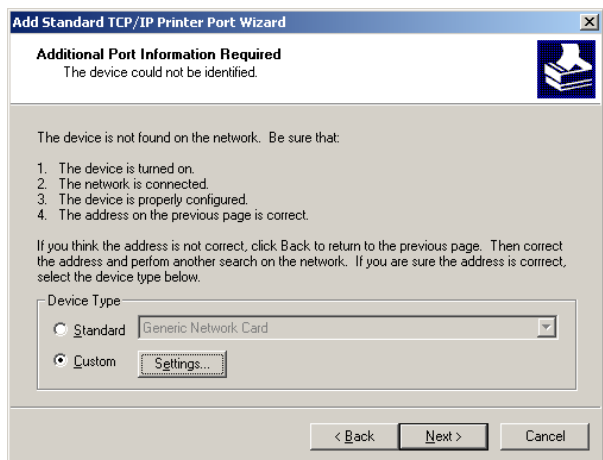 Add Standard TCP/IP Printer Port Wizard
Additional Port Information Required
The device could not be identified.
The device is not found on the network. Be sure that:
1. The device is turned on.
2. The network is connected.
3. The device is properly configured.
4. The address on the previous page is correct.
If you think the address is not correct, click Back to return to the previous page. Then correct
the address and perfom another search on the network. If you are sure the address is corrrect,
select the device type below.
Device Type
Standard Generic Network Card
Custom Settings...
< Back Next > Cancel